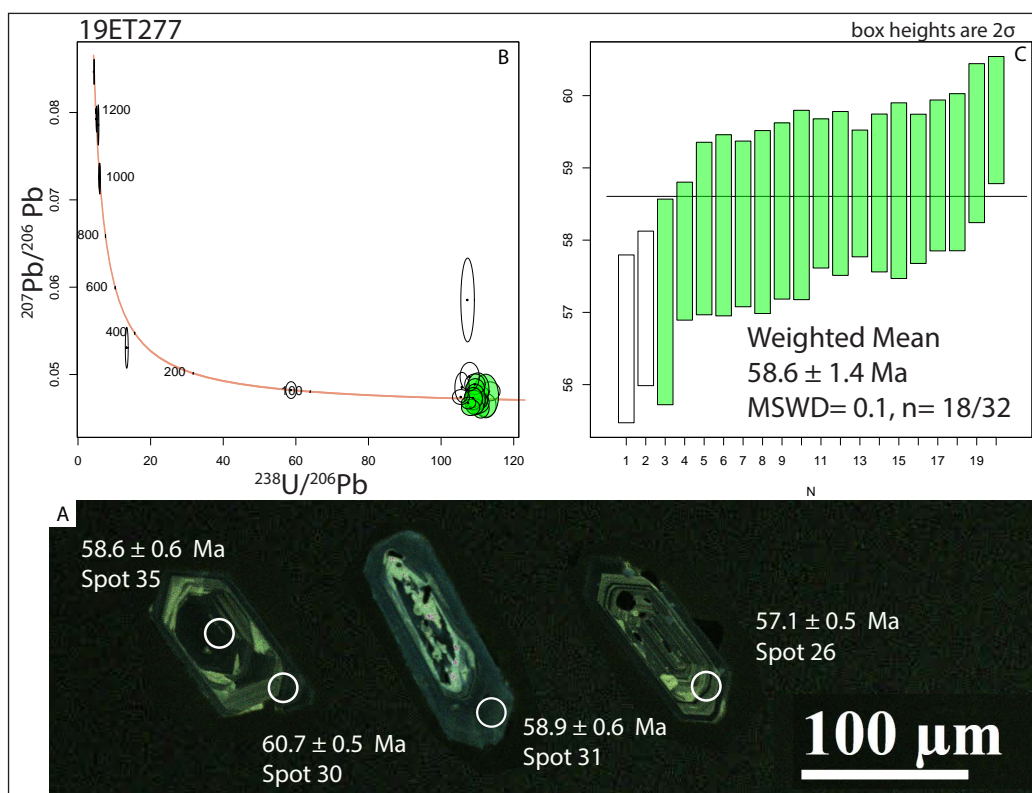 19ET277
box heights are 2σ
B
C
207Pb/206 Pb
0.08
0.07
0.06
0.05
1200
1000
800
600
400
200
100
0 20 40 60 80 100 120
238U/206Pb
60
59
58
57
56
Weighted Mean
58.6 ± 1.4 Ma
MSWD= 0.1, n= 18/32
1 2 3 4 5 6 7 8 9 11 13 15 17 19
N
A
58.6 ± 0.6 Ma
Spot 35
60.7 ± 0.5 Ma
Spot 30
58.9 ± 0.6 Ma
Spot 31
57.1 ± 0.5 Ma
Spot 26
100 µm